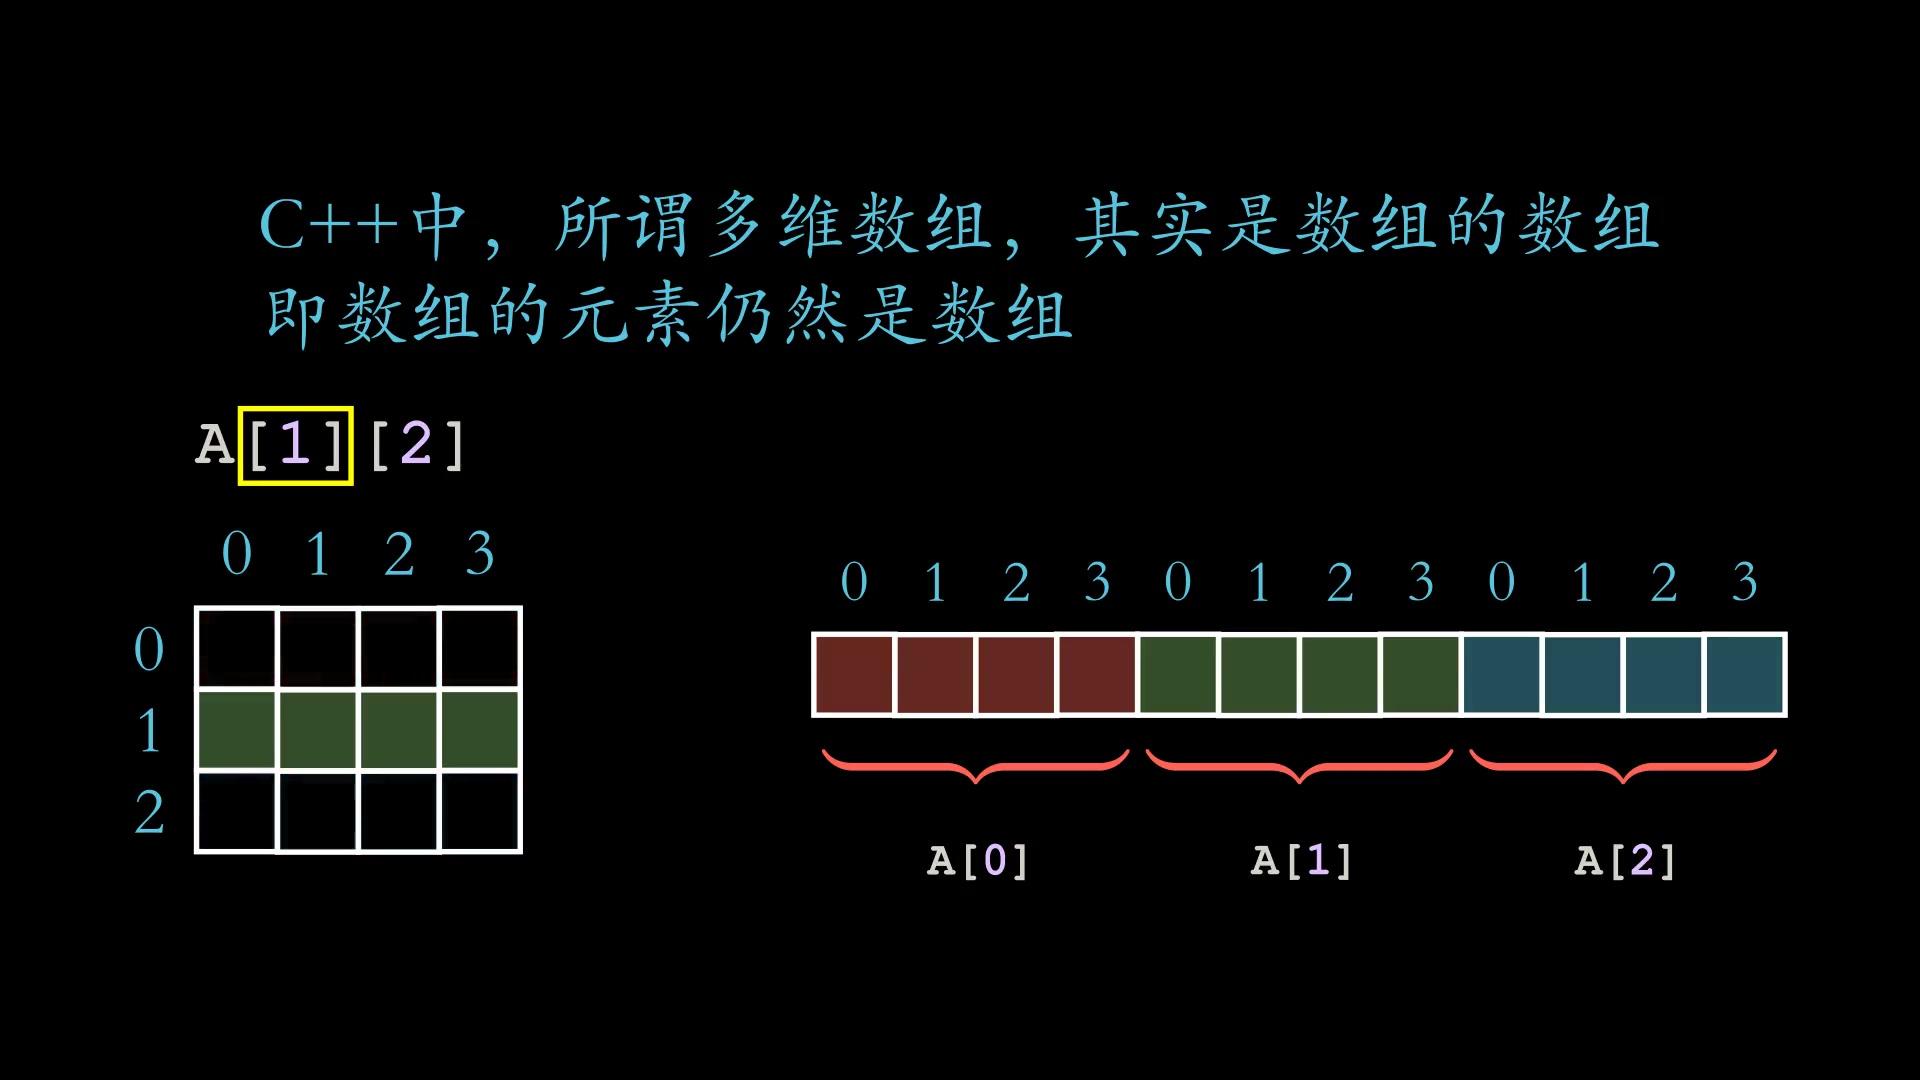 C++中，所谓多维数组，其实是数组的数组
即数组的元素仍然是数组
A[1][2]
0 1 2 3
0
1
2
0 1 2 3 0 1 2 3 0 1 2 3
A[0] A[1] A[2]